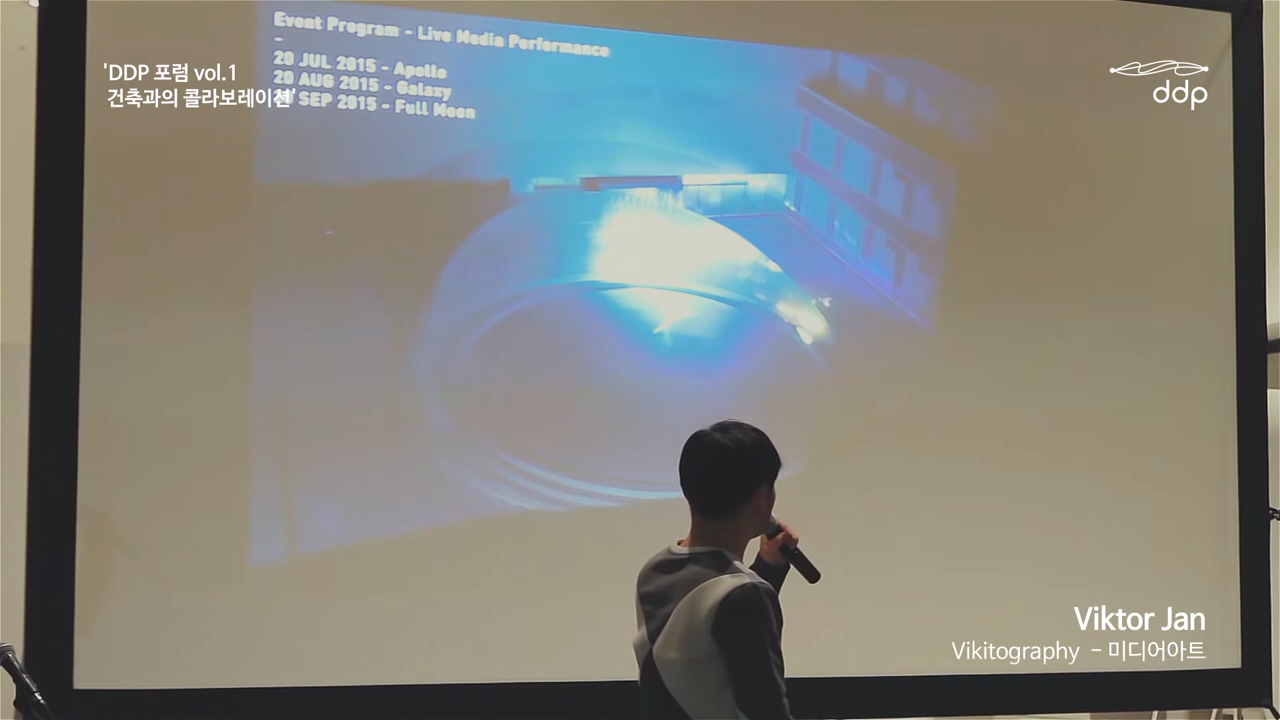 Event Program - Live Media Performance
-
20 JUL 2015 - Apollo
20 AUG 2015 - Galaxy
SEP 2015 - Full Moon
'DDP 포럼 vol.1
건축과의 콜라보레이션'
ddp
Viktor Jan
Vikitography - 미디어아트